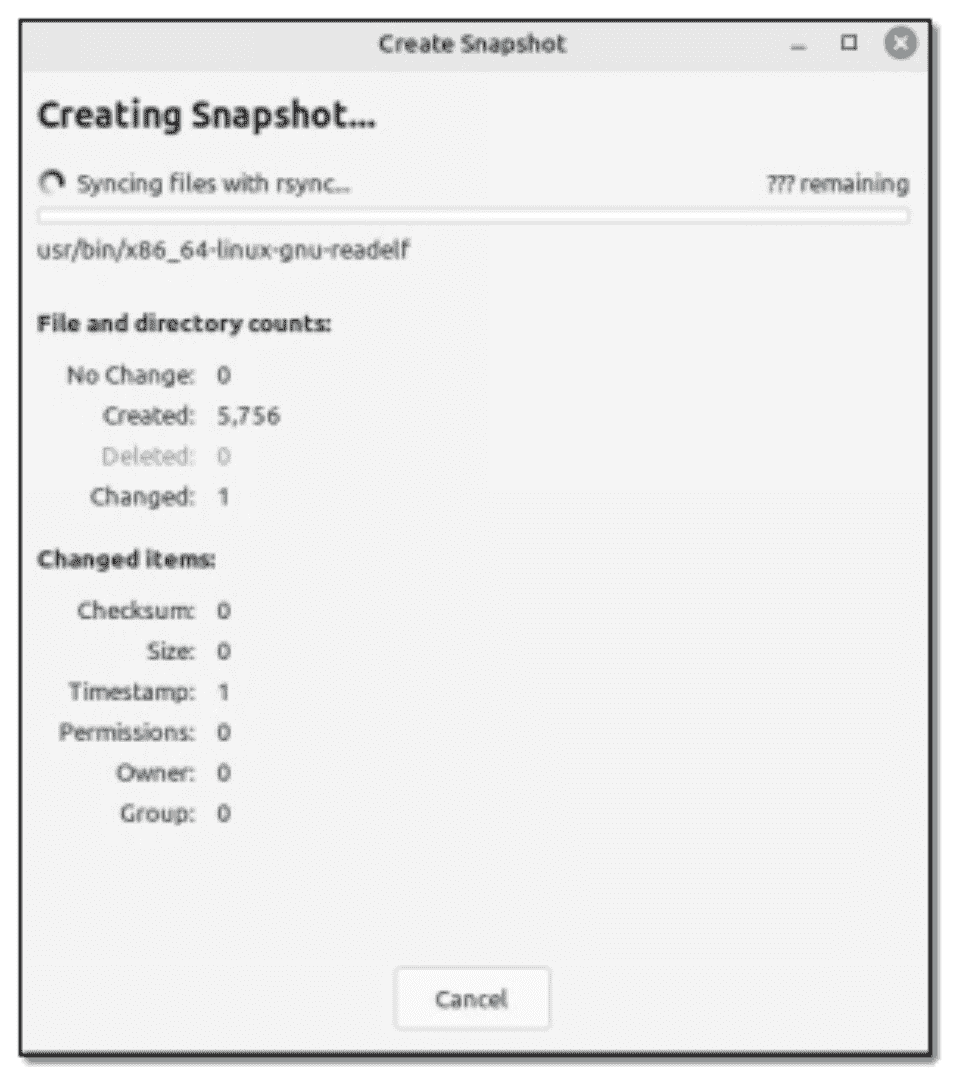 Create Snapshot
Creating Snapshot...
Syncing files with rsync... ??? remaining
usr/bin/x86_64-linux-gnu-readelf
File and directory counts:
No Change: 0
Created: 5,756
Deleted: 0
Changed: 1
Changed items:
Checksum: 0
Size: 0
Timestamp: 1
Permissions: 0
Owner: 0
Group: 0
Cancel